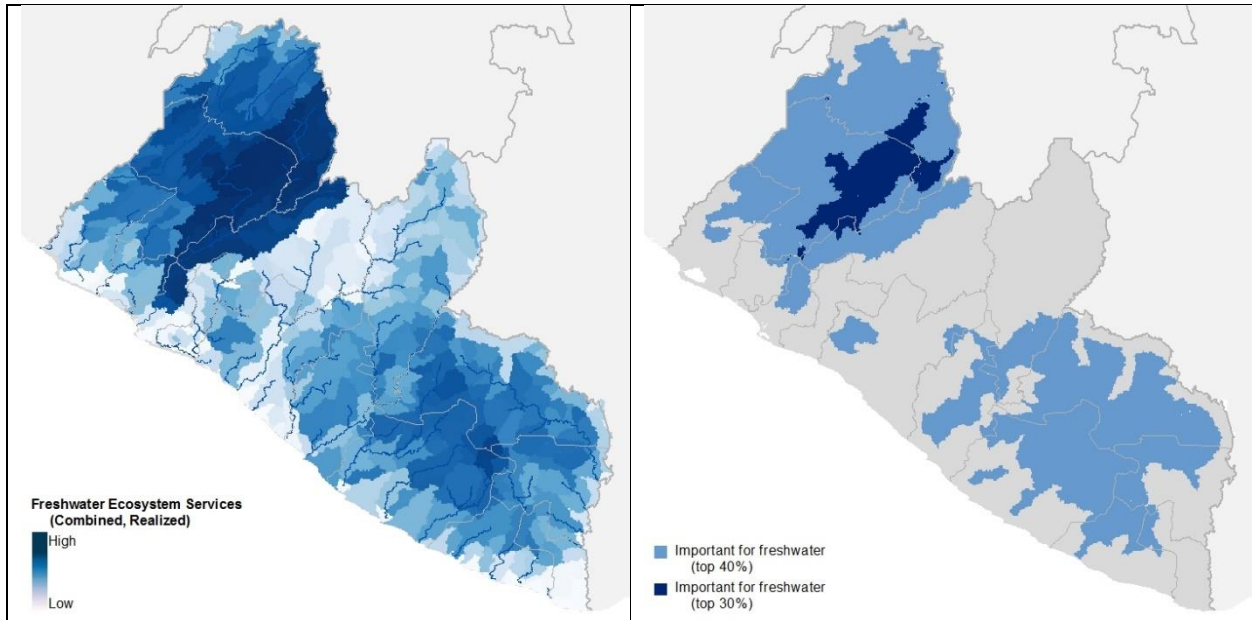 Freshwater Ecosystem Services
(Combined, Realized)
High
Low
Important for freshwater
(top 40%)
Important for freshwater
(top 30%)